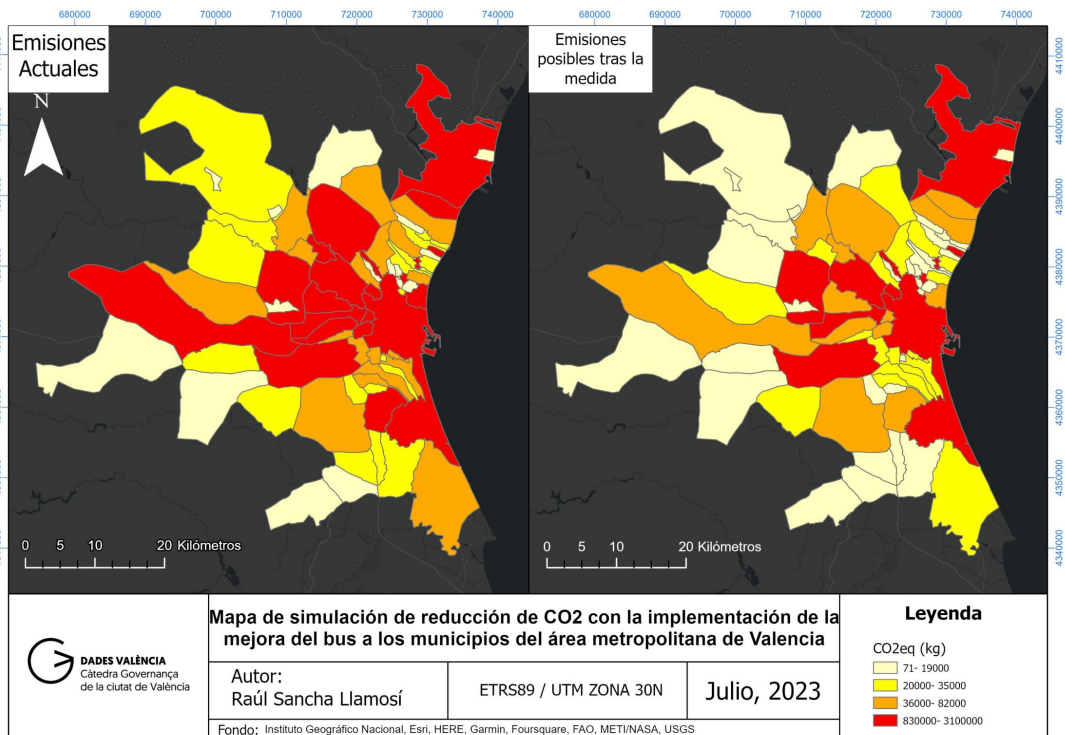 680000 690000 700000 710000 720000 730000 740000
680000 690000 700000 710000 720000 730000 740000
Emisiones
Actuales
N
Emisiones
posibles tras la
medida
4410000
4400000
4390000
4380000
4370000
4360000
4350000
4340000
0 5 10 20 Kilómetros
0 5 10 20 Kilómetros
DADES VALÈNCIA
Càtedra Governança
de la ciutat de València
Mapa de simulación de reducción de CO2 con la implementación de la
mejora del bus a los municipios del área metropolitana de Valencia
Autor:
Raúl Sancha Llamosí
ETRS89 / UTM ZONA 30N
Julio, 2023
Fondo: Instituto Geográfico Nacional, Esri, HERE, Garmin, Foursquare, FAO, METI/NASA, USGS
Leyenda
CO2eq (kg)
71- 19000
20000- 35000
36000- 82000
830000- 3100000